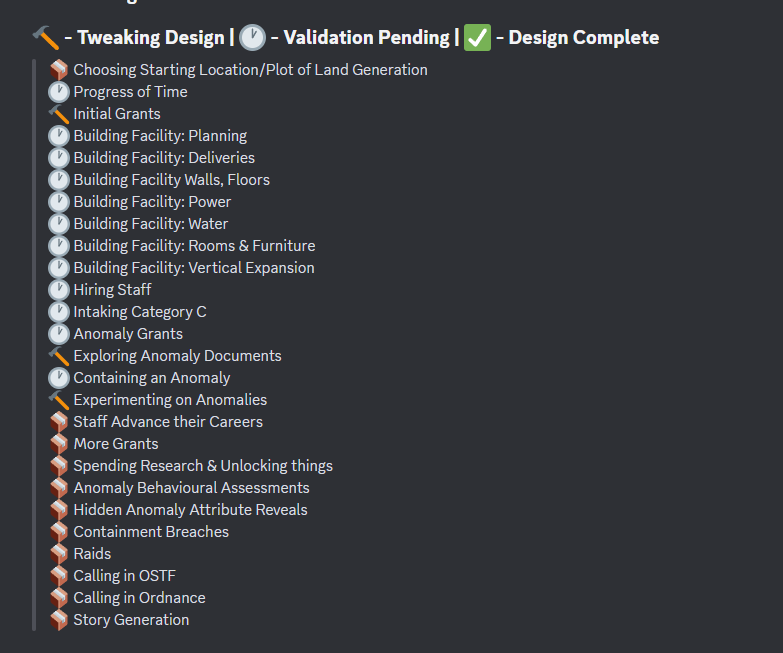 🔨 - Tweaking Design | 🕐 - Validation Pending | ✅ - Design Complete
🧱 Choosing Starting Location/Plot of Land Generation
🕐 Progress of Time
🔨 Initial Grants
🕐 Building Facility: Planning
🕐 Building Facility: Deliveries
🕐 Building Facility Walls, Floors
🕐 Building Facility: Power
🕐 Building Facility: Water
🕐 Building Facility: Rooms & Furniture
🕐 Building Facility: Vertical Expansion
🕐 Hiring Staff
🕐 Intaking Category C
🕐 Anomaly Grants
🔨 Exploring Anomaly Documents
🕐 Containing an Anomaly
🔨 Experimenting on Anomalies
🧱 Staff Advance their Careers
🧱 More Grants
🧱 Spending Research & Unlocking things
🧱 Anomaly Behavioural Assessments
🧱 Hidden Anomaly Attribute Reveals
🧱 Containment Breaches
🧱 Raids
🧱 Calling in OSTF
🧱 Calling in Ordnance
🧱 Story Generation